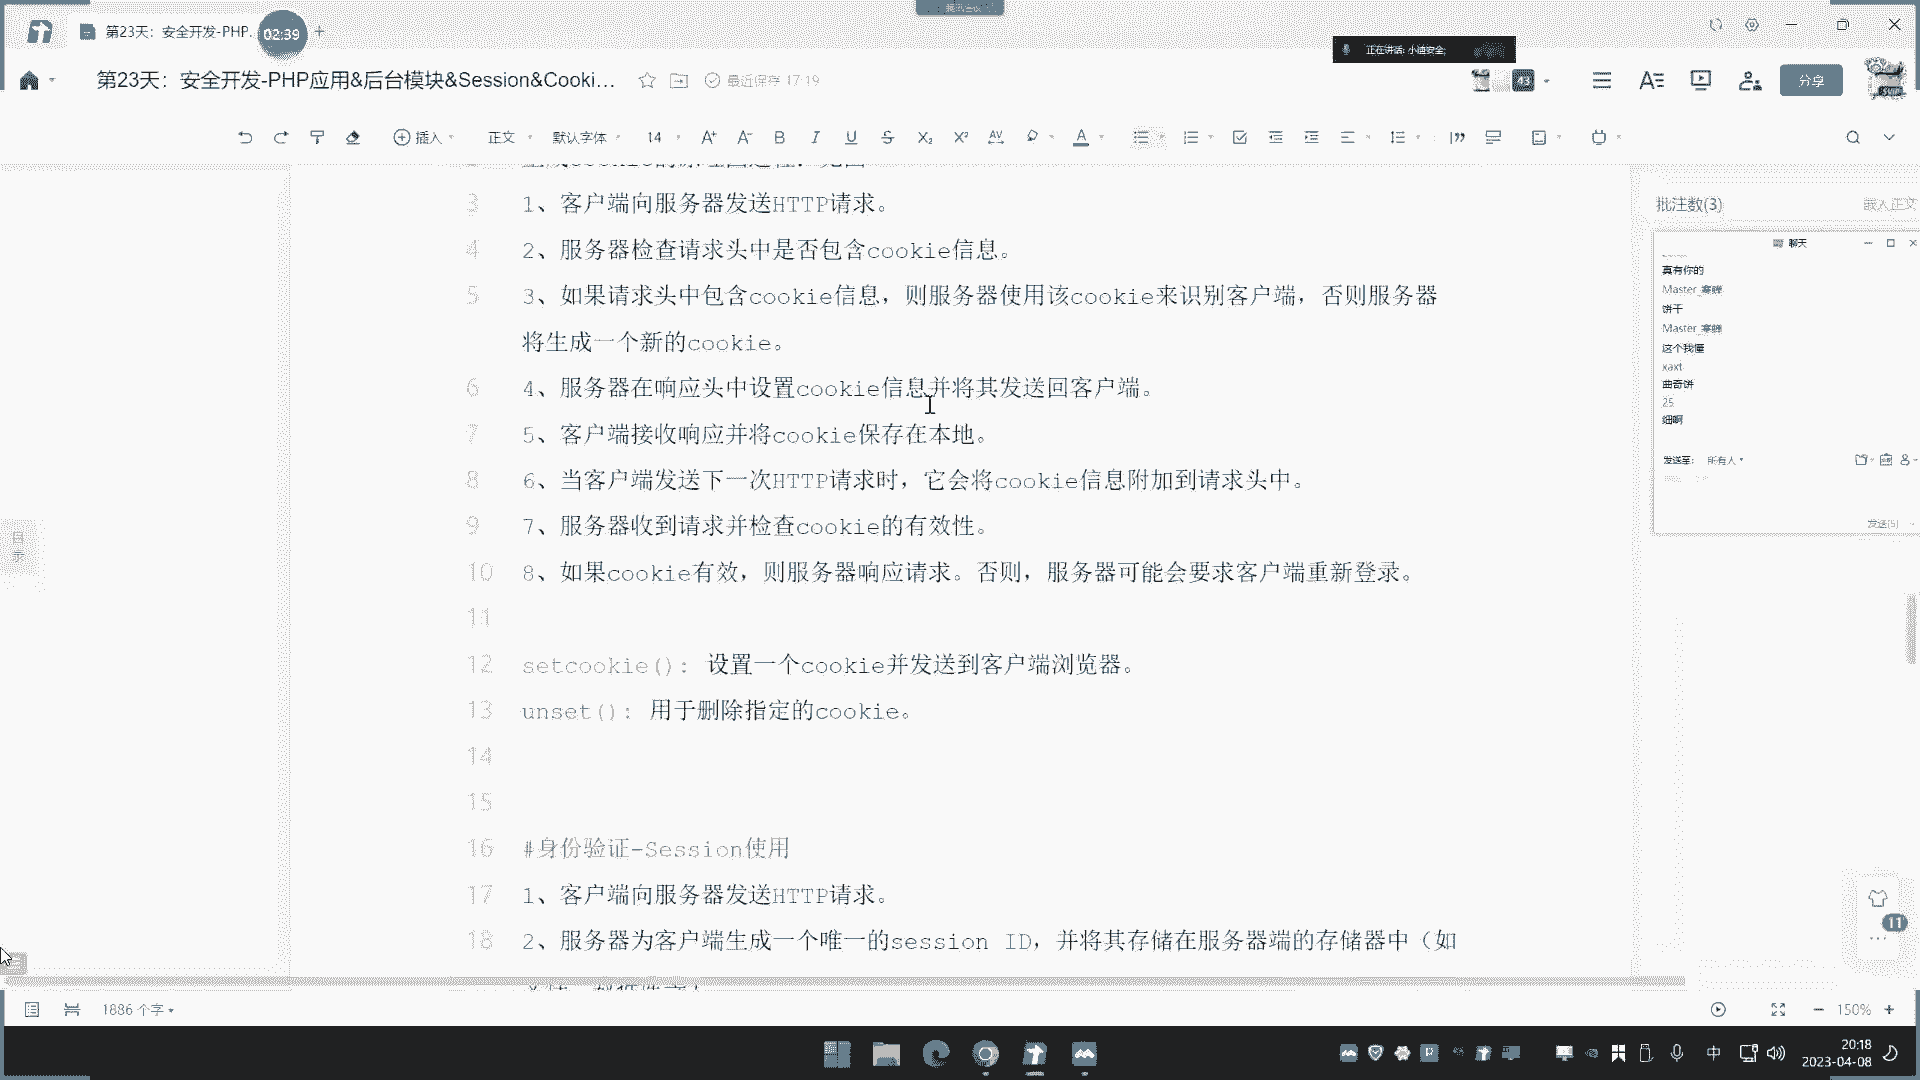 第23天：安全开发-PHP.
02:39
正在讲话: 小迪安全;
第23天：安全开发-PHP应用&后台模块&Session&Cooki...
最近保存 17:19
43
分享
插入
正文
默认字体
14
3 1、客户端向服务器发送HTTP请求。
4 2、服务器检查请求头中是否包含cookie信息。
5 3、如果请求头中包含cookie信息，则服务器使用该cookie来识别客户端，否则服务器
将生成一个新的cookie。
6 4、服务器在响应头中设置cookie信息并将其发送回客户端。
7 5、客户端接收响应并将cookie保存在本地。
8 6、当客户端发送下一次HTTP请求时，它会将cookie信息附加到请求头中。
9 7、服务器收到请求并检查cookie的有效性。
10 8、如果cookie有效，则服务器响应请求。否则，服务器可能会要求客户端重新登录。
11
12 setcookie(): 设置一个cookie并发送到客户端浏览器。
13 unset(): 用于删除指定的cookie。
14
15
16 #身份验证-Session使用
17 1、客户端向服务器发送HTTP请求。
18 2、服务器为客户端生成一个唯一的session ID，并将其存储在服务器端的存储器中（如
目录
批注数(3)
嵌入正文
聊天
真有你的
饼干
这个我懂
xaxt
曲奇饼
25
细啊
发送至: 所有人
发送(S)
11
1886 个字
150%
中
20:18
2023-04-08